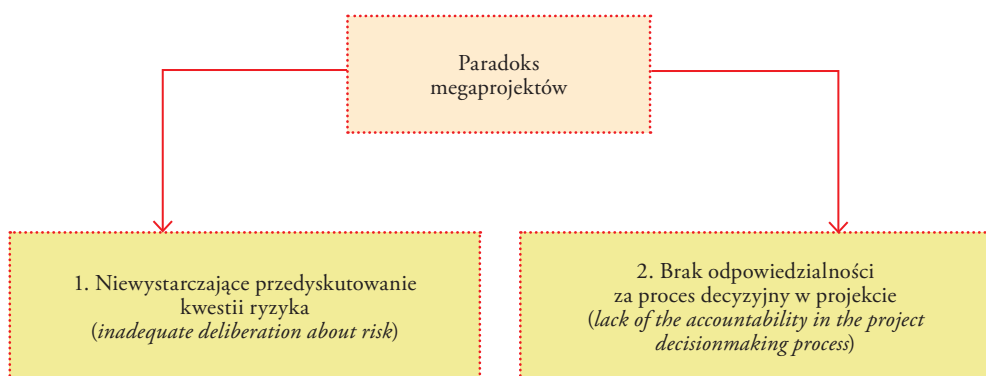 Paradoks
megaprojektów
1. Niewystarczające przedyskutowanie
kwestii ryzyka
(inadequate deliberation about risk)
2. Brak odpowiedzialności
za proces decyzyjny w projekcie
(lack of the accountability in the project
decisionmaking process)